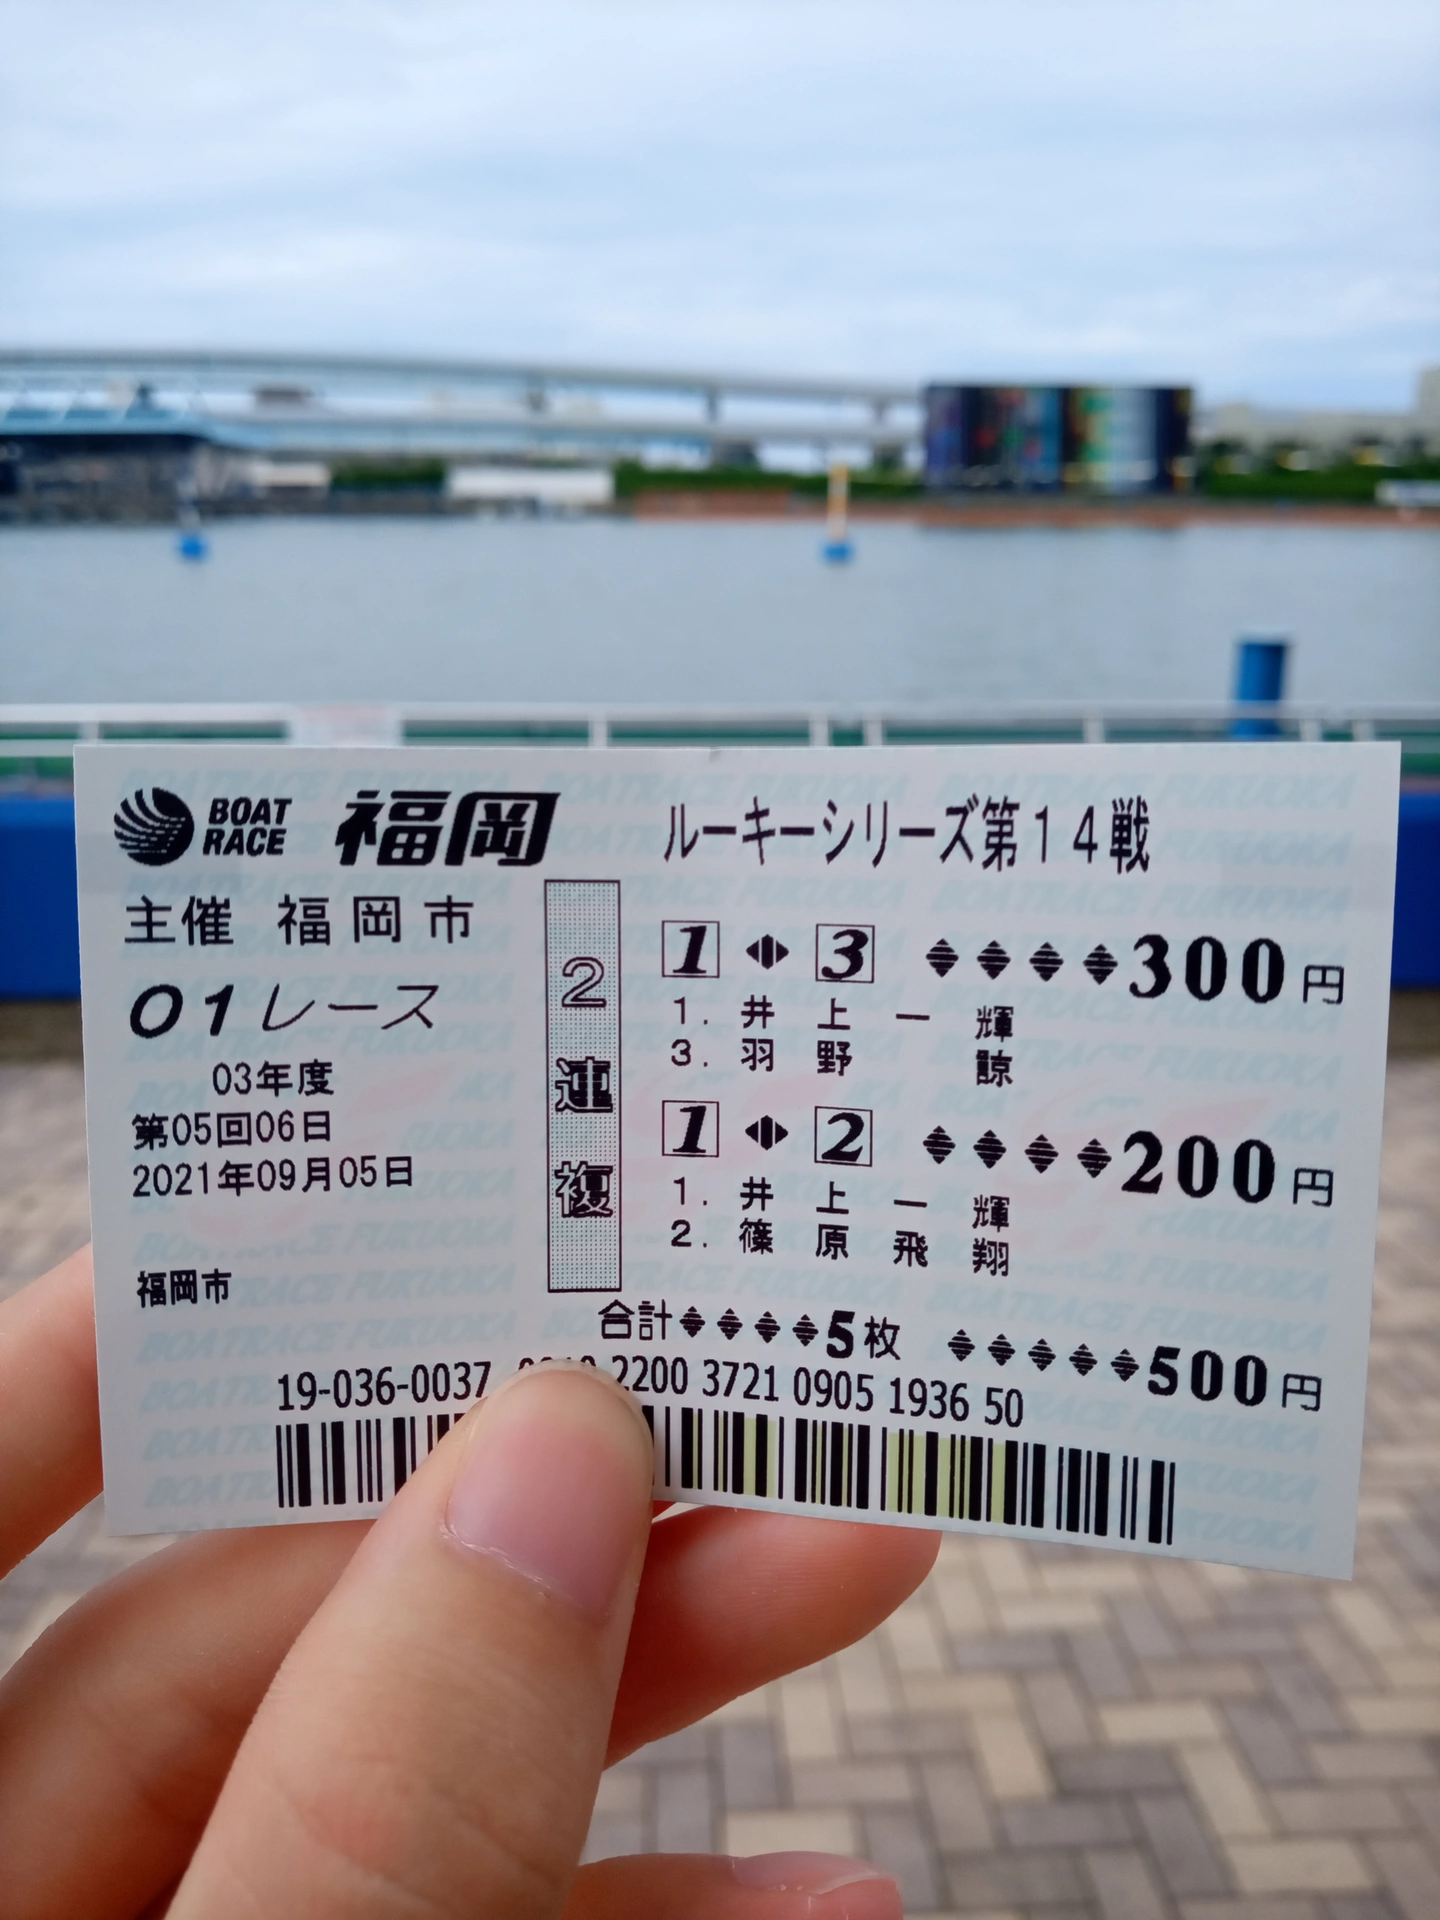 BOAT RACE 福岡 ルーキーシリーズ第14戦
主催 福岡市
01レース
03年度
第05回06日
2021年09月05日
福岡市
2連複
1 3 300円
1. 井上一輝
3. 羽野諒
1 2 200円
1. 井上一輝
2. 篠原飛翔
合計 5枚 500円
19-036-0037 2200 3721 0905 1936 50